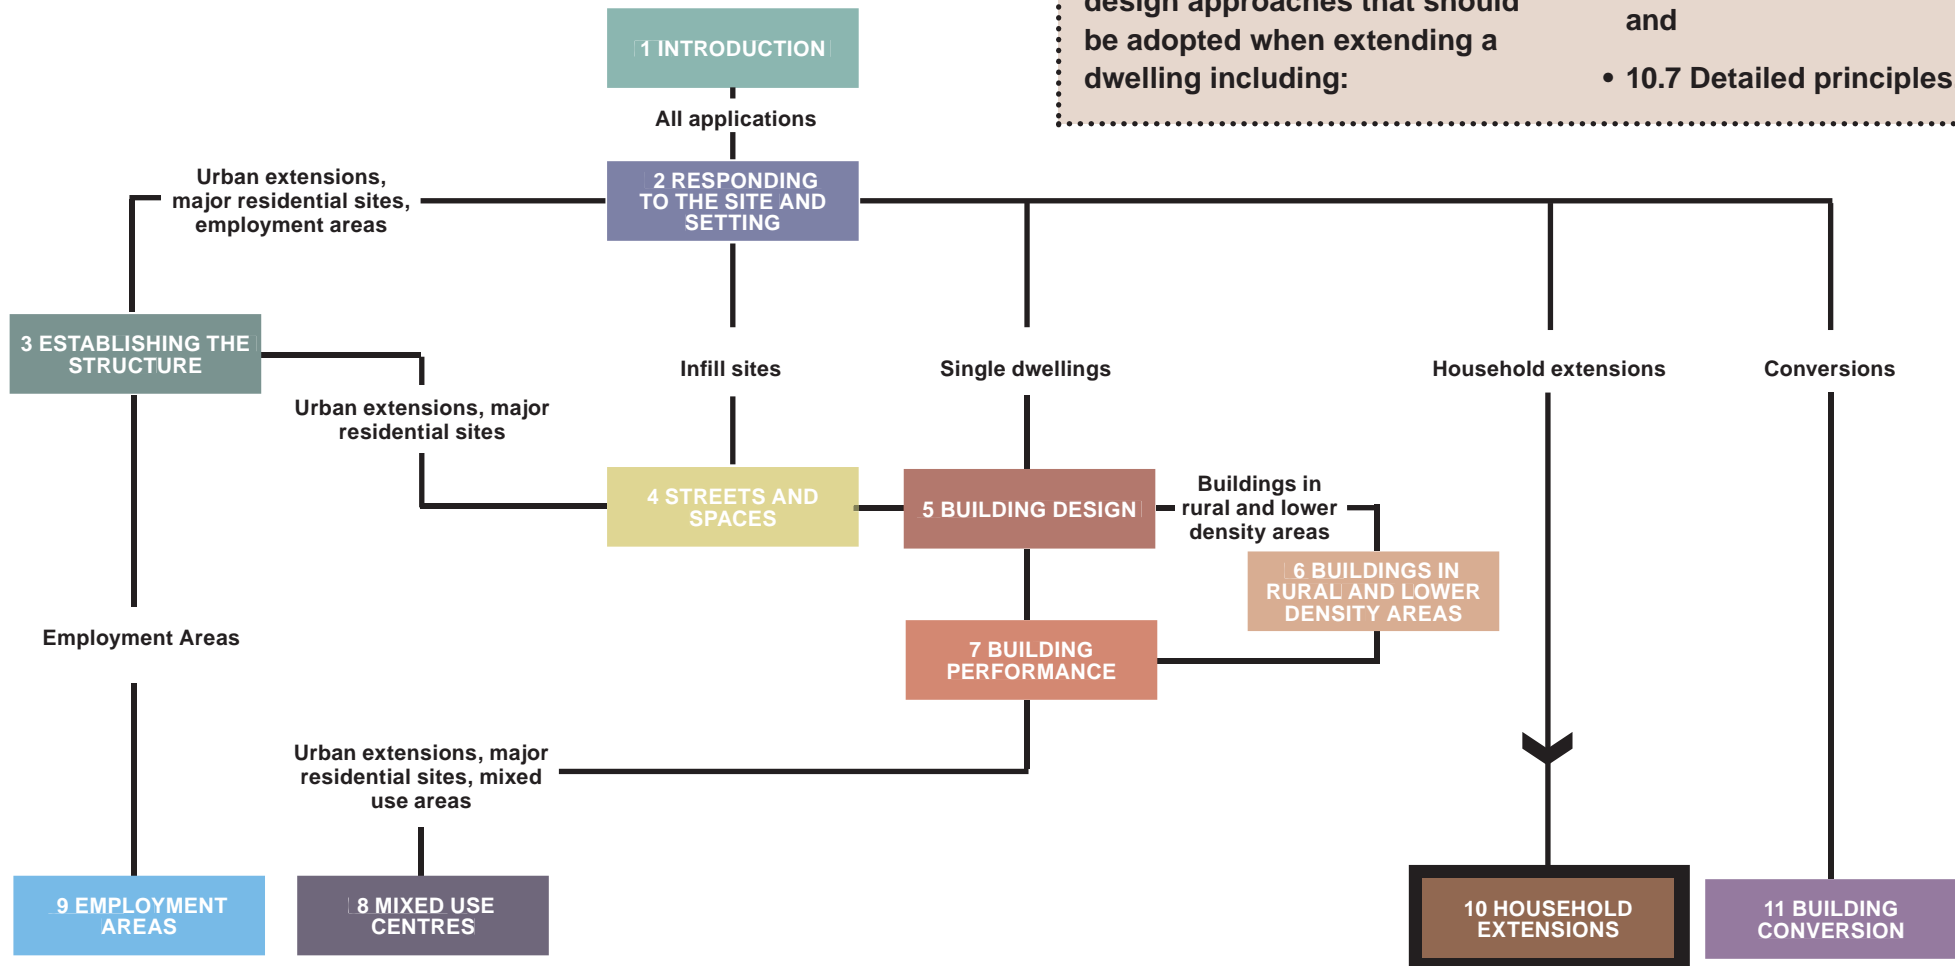 design approaches that should
be adopted when extending a
dwelling including:
and
• 10.7 Detailed principles
1 INTRODUCTION
All applications
Urban extensions,
major residential sites,
employment areas
2 RESPONDING
TO THE SITE AND
SETTING
3 ESTABLISHING THE
STRUCTURE
Infill sites
Single dwellings
Household extensions
Conversions
Urban extensions, major
residential sites
4 STREETS AND
SPACES
5 BUILDING DESIGN
Buildings in
rural and lower
density areas
6 BUILDINGS IN
RURAL AND LOWER
DENSITY AREAS
Employment Areas
7 BUILDING
PERFORMANCE
Urban extensions, major
residential sites, mixed
use areas
9 EMPLOYMENT
AREAS
8 MIXED USE
CENTRES
10 HOUSEHOLD
EXTENSIONS
11 BUILDING
CONVERSION